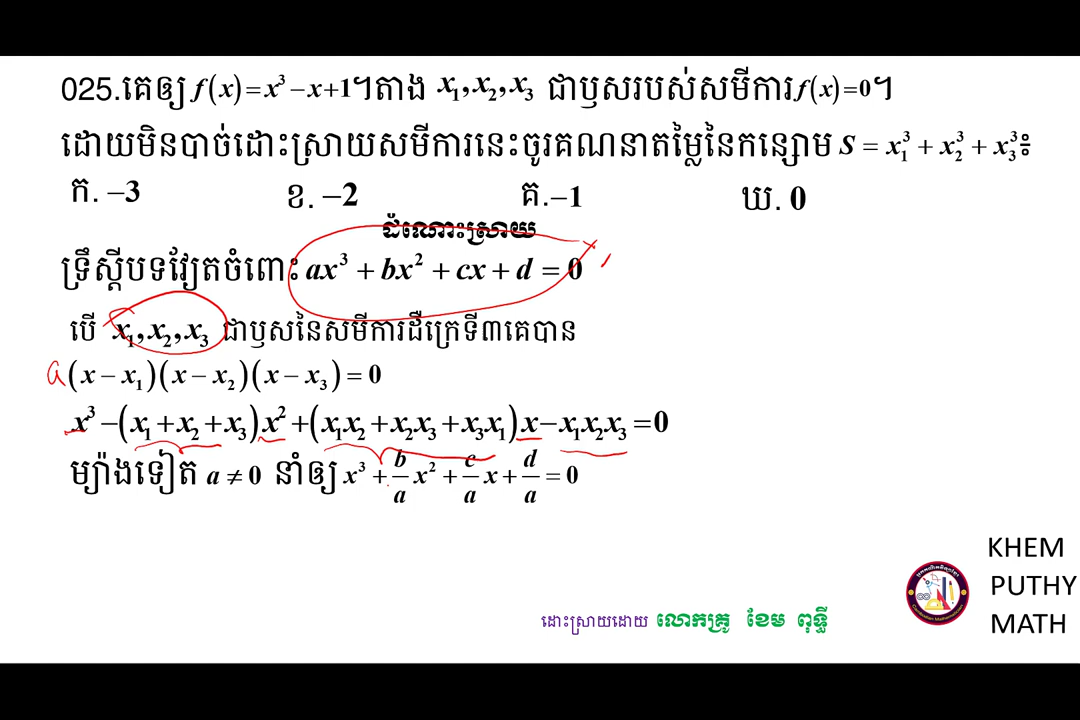 025.គេឲ្យ f(x)=x³−x+1។តាង x₁,x₂,x₃ ជាឫសរបស់សមីការ f(x)=0។
ដោយមិនបាច់ដោះស្រាយសមីការនេះចូរគណនាតម្លៃនៃកន្សោម S = x₁³ + x₂³ + x₃³៖
ក. −3 ខ. −2 គ. −1 ឃ. 0
ដំណោះស្រាយ
ទ្រឹស្តីបទវ្យែតចំពោះ ax³ + bx² + cx + d = 0
បើ x₁,x₂,x₃ ជាឫសនៃសមីការដឺក្រេទី៣គេបាន
a(x − x₁)(x − x₂)(x − x₃) = 0
x³ −(x₁ + x₂ + x₃)x² +(x₁x₂ + x₂x₃ + x₃x₁)x − x₁x₂x₃ = 0
ម្យ៉ាងទៀត a ≠ 0 នាំឲ្យ x³ + b/a x² + c/a x + d/a = 0
KHEM
PUTHY
MATH
ដោះស្រាយដោយ លោកគ្រូ ខែម ពុទ្ធី